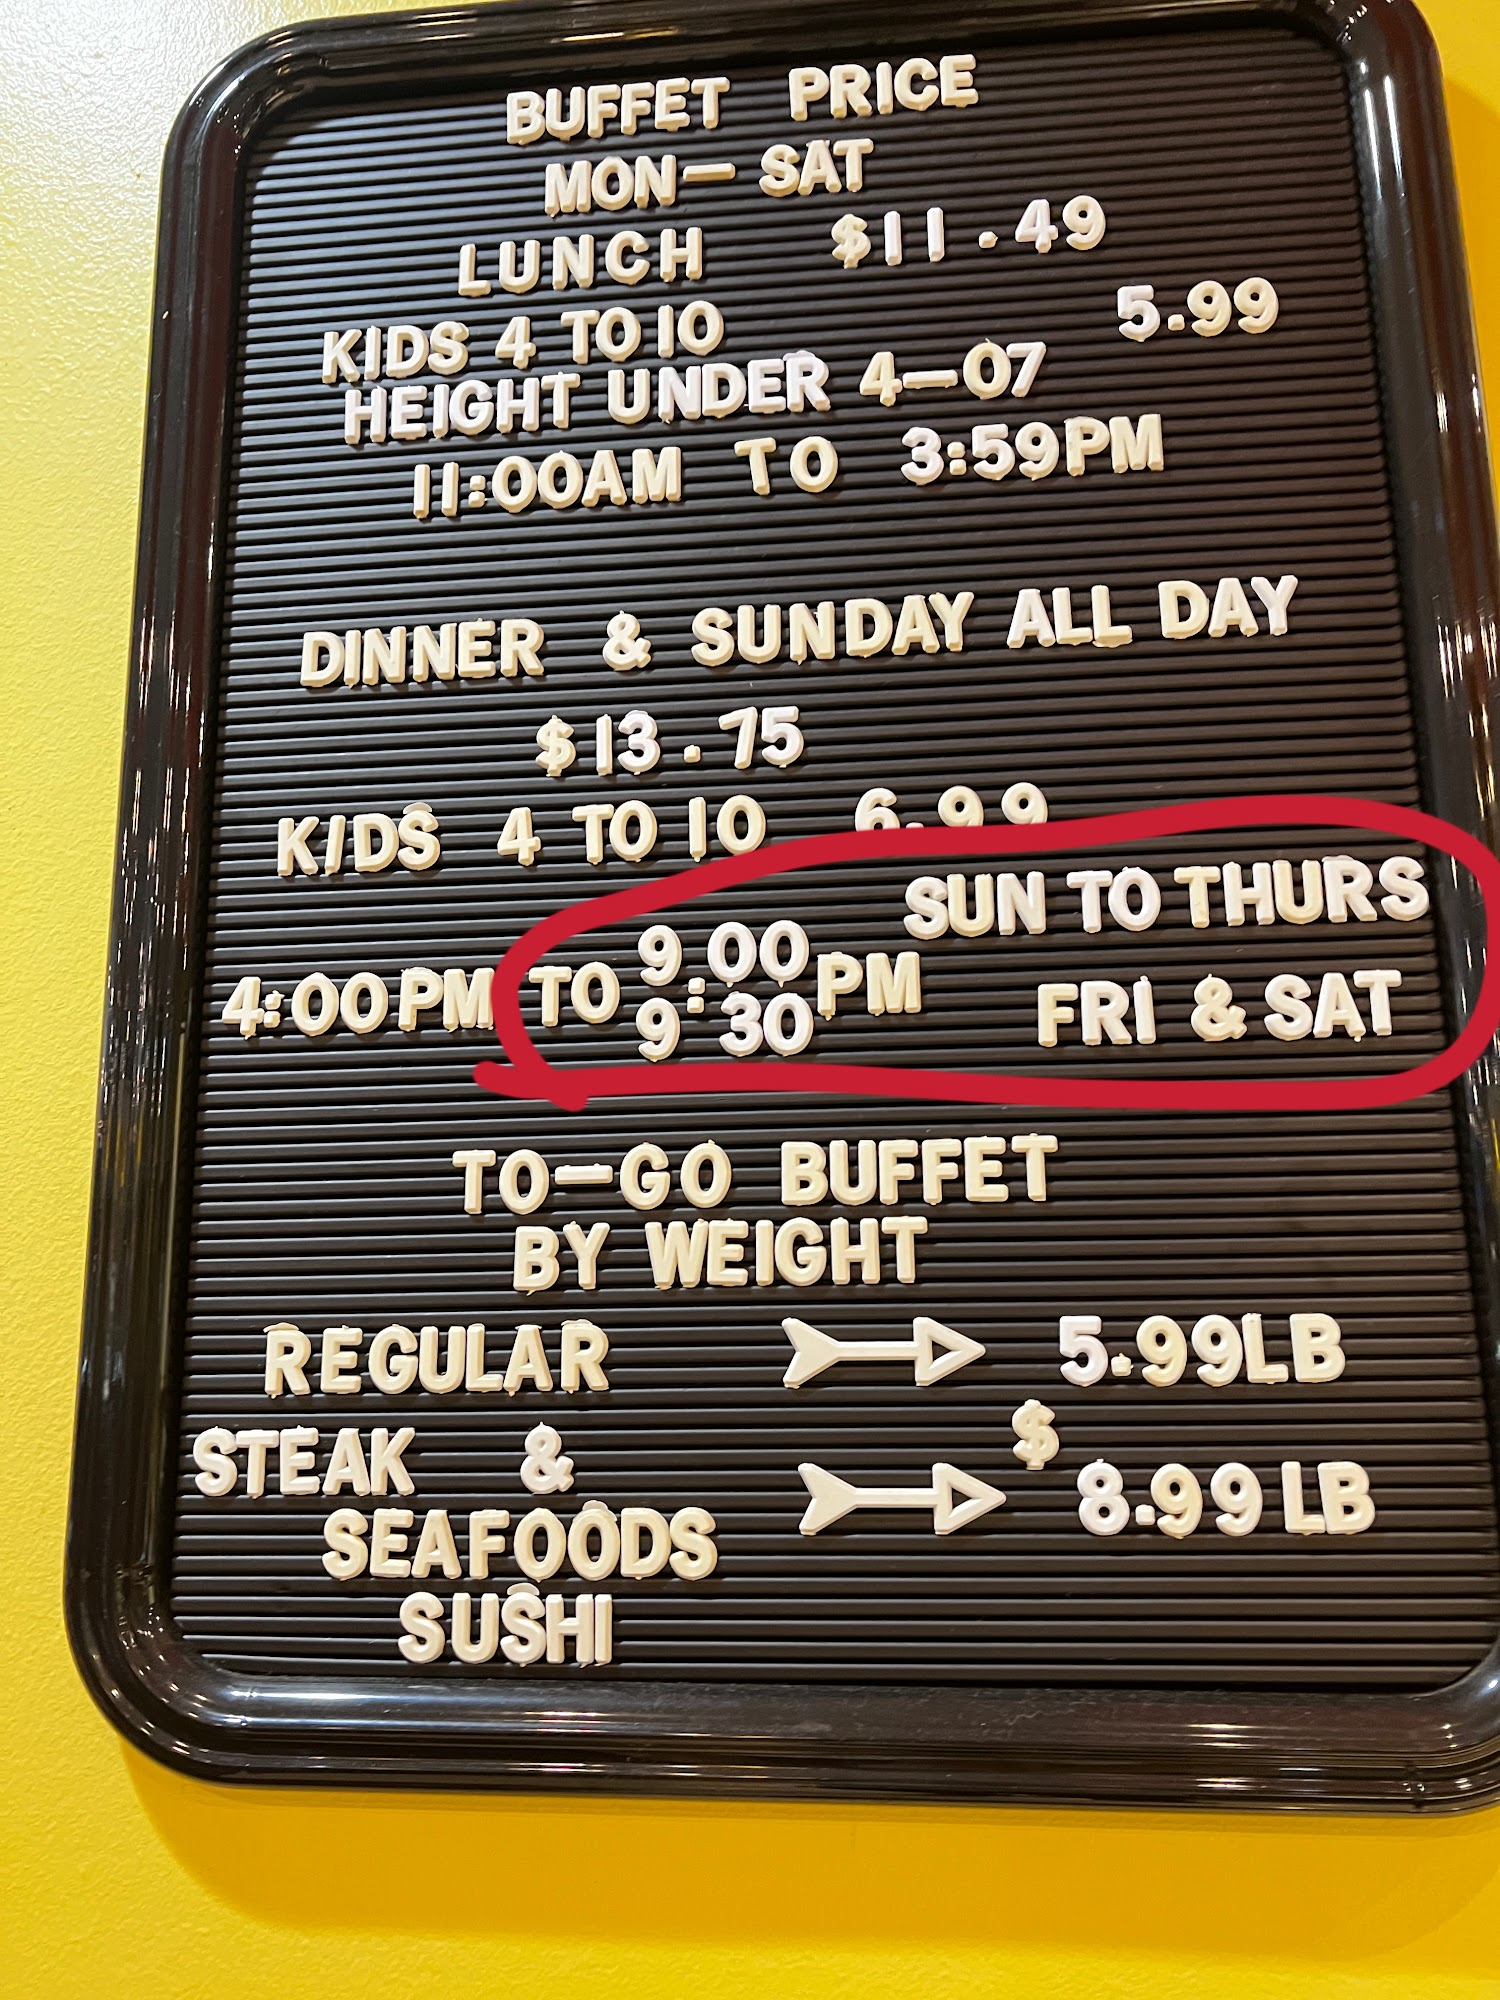 BUFFET PRICE
MON—SAT
LUNCH $11.49
KIDS 4 TO 10 5.99
HEIGHT UNDER 4—07
11:00AM TO 3:59PM
DINNER & SUNDAY ALL DAY
$13.75
KIDS 4 TO 10 6.99
SUN TO THURS
4:00PM TO 9:00 PM
9:30 FRI & SAT
TO—GO BUFFET
BY WEIGHT
REGULAR 5.99LB
STEAK & $
SEAFOODS 8.99LB
SUSHI